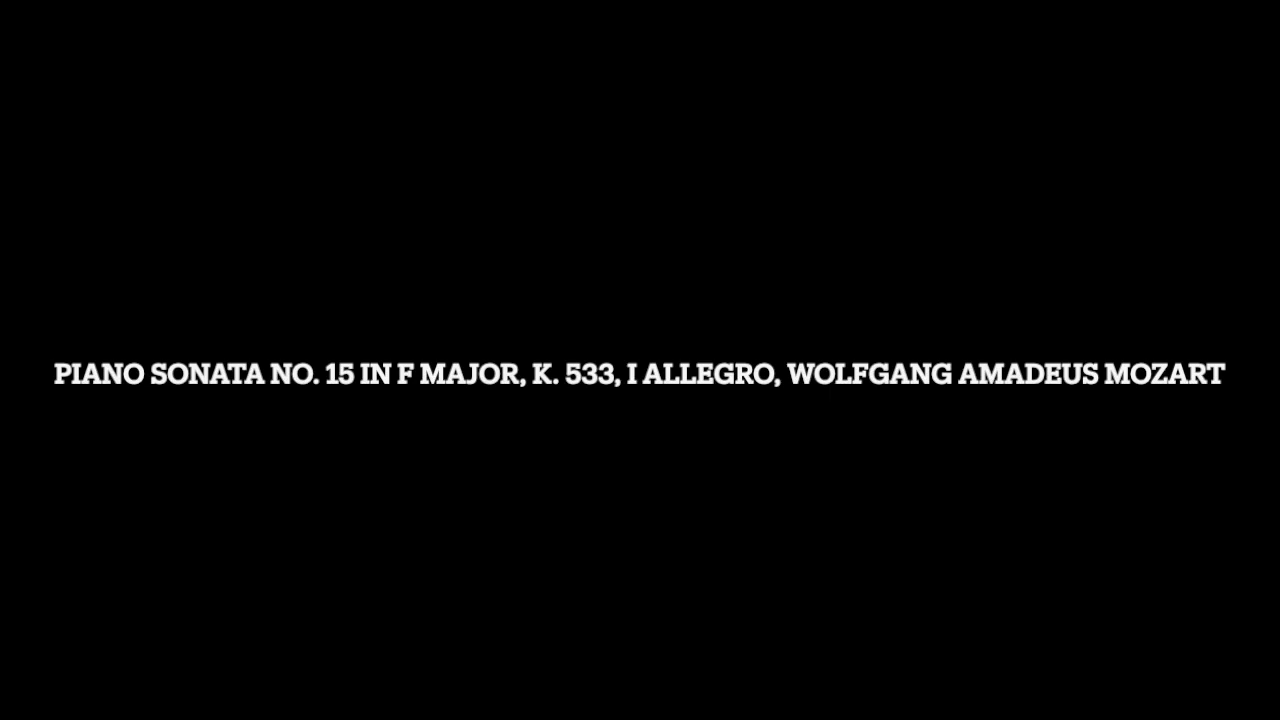 PIANO SONATA NO. 15 IN F MAJOR, K. 533, I ALLEGRO, WOLFGANG AMADEUS MOZART